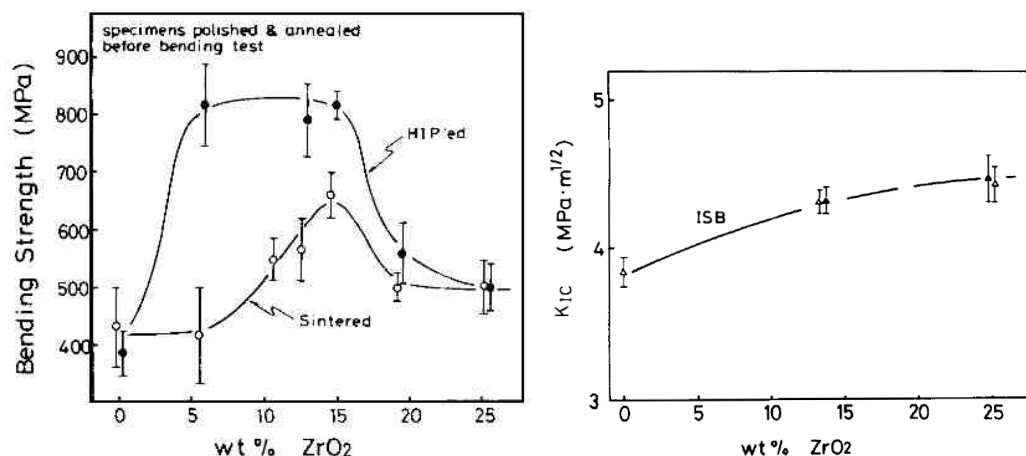 specimens polished & annealed
before bending test
900
800
700
600
500
400
Bending Strength (MPa)
HIP'ed
Sintered
0 5 10 15 20 25
wt % ZrO2
5
4
3
K IC (MPa·m1/2)
ISB
0 5 10 15 20 25
wt % ZrO2